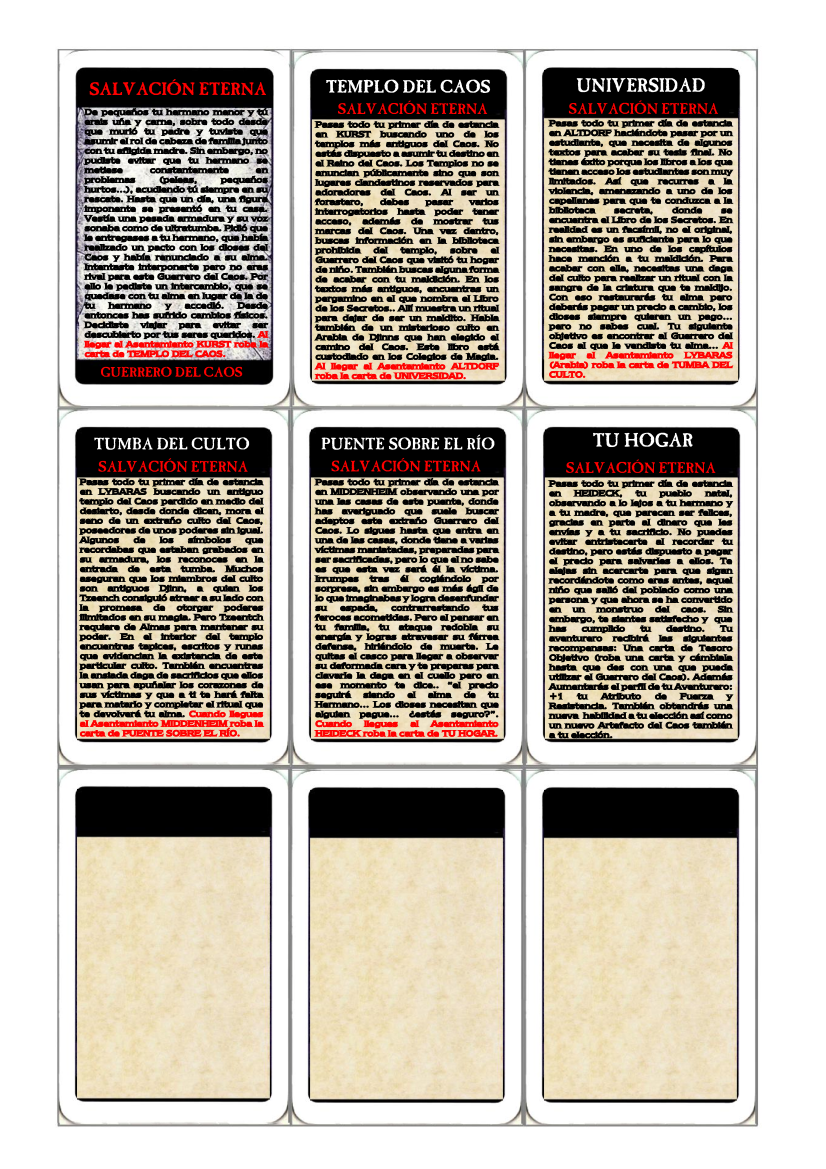 SALVACIÓN ETERNA
De pequeños tu hermano menor y tú
erais uña y carne, sobre todo desde
que murió tu padre y tuviste que
asumir el rol de cabeza de familia junto
con tu afligida madre. Sin embargo, no
pudiste evitar que tu hermano se
metiese constantemente en
problemas (peleas, pequeños
hurtos...), acudiendo tú siempre en su
rescate. Hasta que un día, una figura
imponente se presentó en tu casa.
Vestía una pesada armadura y su voz
sonaba como de ultratumba. Pidió que
le entregases a tu hermano, que había
realizado un pacto con los dioses del
Caos y había renunciado a su alma.
Intentaste interponerte pero no eras
rival para este Guerrero del Caos. Por
ello le pediste un intercambio, que se
quedase con tu alma en lugar de la de
tu hermano y accedió. Desde
entonces has sufrido cambios físicos.
Decidiste viajar para evitar ser
descubierto por tus seres queridos. Al
llegar al Asentamiento KURST roba la
carta de TEMPLO DEL CAOS.
GUERRERO DEL CAOS
TEMPLO DEL CAOS
SALVACIÓN ETERNA
Pasas todo tu primer día de estancia
en KURST buscando uno de los
templos más antiguos del Caos. No
estás dispuesto a asumir tu destino en
el Reino del Caos. Los Templos no se
anuncian públicamente sino que son
lugares clandestinos reservados para
adoradores del Caos. Al ser un
forastero, debes pasar varios
interrogatorios hasta poder tener
acceso, además de mostrar tus
marcas del Caos. Una vez dentro,
buscas información en la biblioteca
prohibida del templo, sobre el
Guerrero del Caos que visitó tu hogar
de niño. También buscas alguna forma
de acabar con tu maldición. En los
textos más antiguos, encuentras un
pergamino en el que nombra el Libro
de los Secretos.. Allí muestra un ritual
para dejar de ser un maldito. Habla
también de un misterioso culto en
Arabia de Djinns que han elegido el
camino del Caos. Este libro está
custodiado en los Colegios de Magia.
Al llegar al Asentamiento ALTDORF
roba la carta de UNIVERSIDAD.
UNIVERSIDAD
SALVACIÓN ETERNA
Pasas todo tu primer día de estancia
en ALTDORF haciéndote pasar por un
estudiante, que necesita de algunos
textos para acabar su tesis final. No
tienes éxito porque los libros a los que
tienen acceso los estudiantes son muy
limitados. Así que recurres a la
violencia, amenazando a uno de los
capellanes para que te conduzca a la
biblioteca secreta, donde se
encuentra el Libro de los Secretos. En
realidad es un facsímil, no el original,
sin embargo es suficiente para lo que
necesitas. En uno de los capítulos
hace mención a tu maldición. Para
acabar con ella, necesitas una daga
del culto para realizar un ritual con la
sangre de la criatura que te maldijo.
Con eso restaurarás tu alma pero
deberás pagar un precio a cambio, los
dioses siempre quieren un pago...
pero no sabes cual. Tu siguiente
objetivo es encontrar al Guerrero del
Caos al que le vendiste tu alma... Al
llegar al Asentamiento LYBARAS
(Arabia) roba la carta de TUMBA DEL
CULTO.
TUMBA DEL CULTO
SALVACIÓN ETERNA
Pasas todo tu primer día de estancia
en LYBARAS buscando un antiguo
templo del Caos perdido en medio del
desierto, desde donde dicen, mora el
seno de un extraño culto del Caos,
poseedores de unos poderes sin igual.
Algunos de los símbolos que
recordabas que estaban grabados en
su armadura, los reconoces en la
entrada de esta tumba. Muchos
aseguran que los miembros del culto
son antiguos Djinn, a quien los
Tzeench consiguió atraer a su lado con
la promesa de otorgar poderes
ilimitados en su magia. Pero Tzeentch
requiere de Almas para mantener su
poder. En el interior del templo
encuentras tapices, escritos y runas
que evidencian la existencia de este
particular culto. También encuentras
la ansiada daga de sacrificios que ellos
usan para apuñalar los corazones de
sus víctimas y que a ti te hará falta
para matarlo y completar el ritual que
te devolverá tu alma. Cuando llegues
al Asentamiento MIDDENHEIM roba la
carta de PUENTE SOBRE EL RÍO.
PUENTE SOBRE EL RÍO
SALVACIÓN ETERNA
Pasas todo tu primer día de estancia
en MIDDENHEIM observando una por
una las casas de este puente, donde
has averiguado que suele buscar
adeptos este extraño Guerrero del
Caos. Lo sigues hasta que entra en
una de las casas, donde tiene a varias
víctimas maniatadas, preparadas para
ser sacrificadas, pero lo que él no sabe
es que esta vez será él la víctima.
Irrumpes tras él cogiéndolo por
sorpresa, sin embargo es más ágil de
lo que imaginabas y logra desenfundar
su espada, contrarrestando tus
feroces acometidas. Pero al pensar en
tu familia, tu ataque redobla su
energía y logras atravesar su férrea
defensa, hiriéndolo de muerte. Le
quitas el casco para llegar a observar
su deformada cara y te preparas para
clavarle la daga en el cuello pero en
ese momento te dice.. "el precio
seguirá siendo el alma de tu
Hermano... Los dioses necesitan que
alguien pague... ¿estás seguro?".
Cuando llegues al Asentamiento
HEIDECK roba la carta de TU HOGAR.
TU HOGAR
SALVACIÓN ETERNA
Pasas todo tu primer día de estancia
en HEIDECK, tu pueblo natal,
observando a lo lejos a tu hermano y
a tu madre, que parecen ser felices,
gracias en parte al dinero que les
envías y a tu sacrificio. No puedes
evitar entristecerte al recordar tu
destino, pero estás dispuesto a pagar
el precio para salvarlas a ellos. Te
alejas sin acercarte para que sigan
recordándote como eras antes, aquel
niño que salió del poblado como una
persona y que ahora se ha convertido
en un monstruo del caos. Sin
embargo, te sientes satisfecho y que
has cumplido tu destino. Tu
aventurero recibirá las siguientes
recompensas: Una carta de Tesoro
Objetivo (roba una carta y cámbiala
hasta que des con una que pueda
utilizar el Guerrero del Caos). Además
Aumentarás el perfil de tu Aventurero:
+1 al Atributo de Fuerza y
Resistencia. También obtendrás una
nueva habilidad a tu elección así como
un nuevo Artefacto del Caos también
a tu elección.